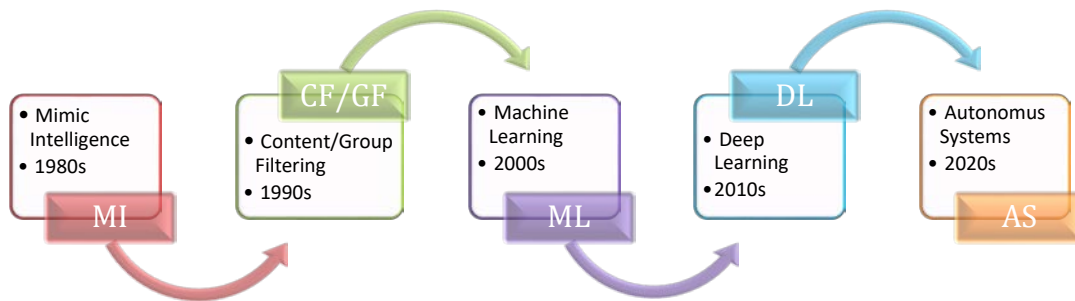 • Mimic
Intelligence
• 1980s
MI
CF/GF
• Content/Group
Filtering
• 1990s
• Machine
Learning
• 2000s
ML
DL
• Deep
Learning
•2010s
• Autonomus
Systems
• 2020s
AS